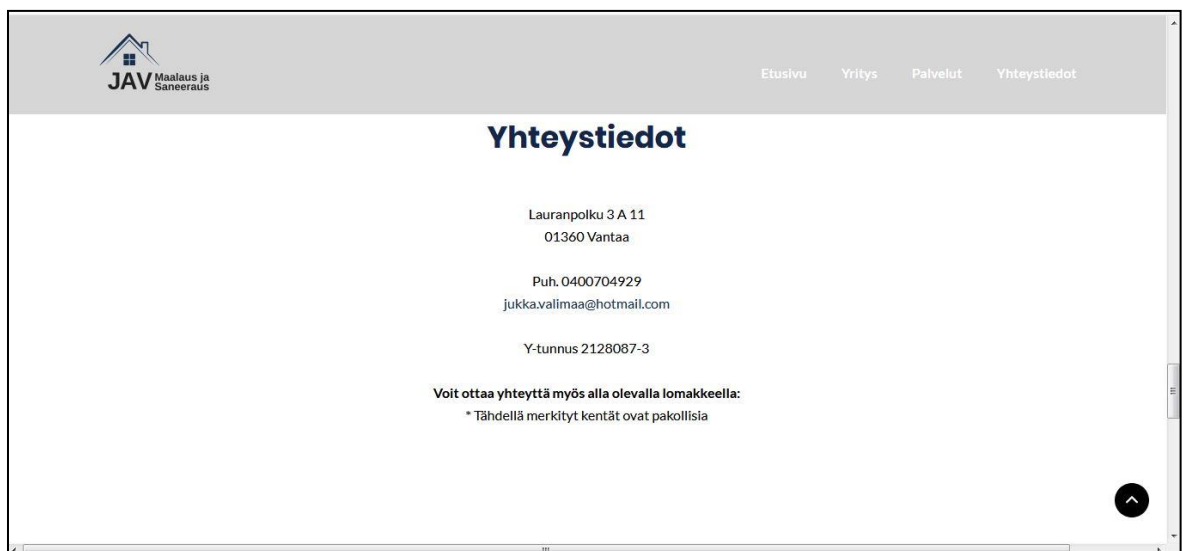 JAV Maalaus ja
Saneeraus
Etusivu Yritys Palvelut Yhteystiedot
Yhteystiedot
Lauranpolku 3 A 11
01360 Vantaa
Puh. 0400704929
jukka.valimaa@hotmail.com
Y-tunnus 2128087-3
Voit ottaa yhteyttä myös alla olevalla lomakkeella:
* Tähdellä merkityt kentät ovat pakollisia